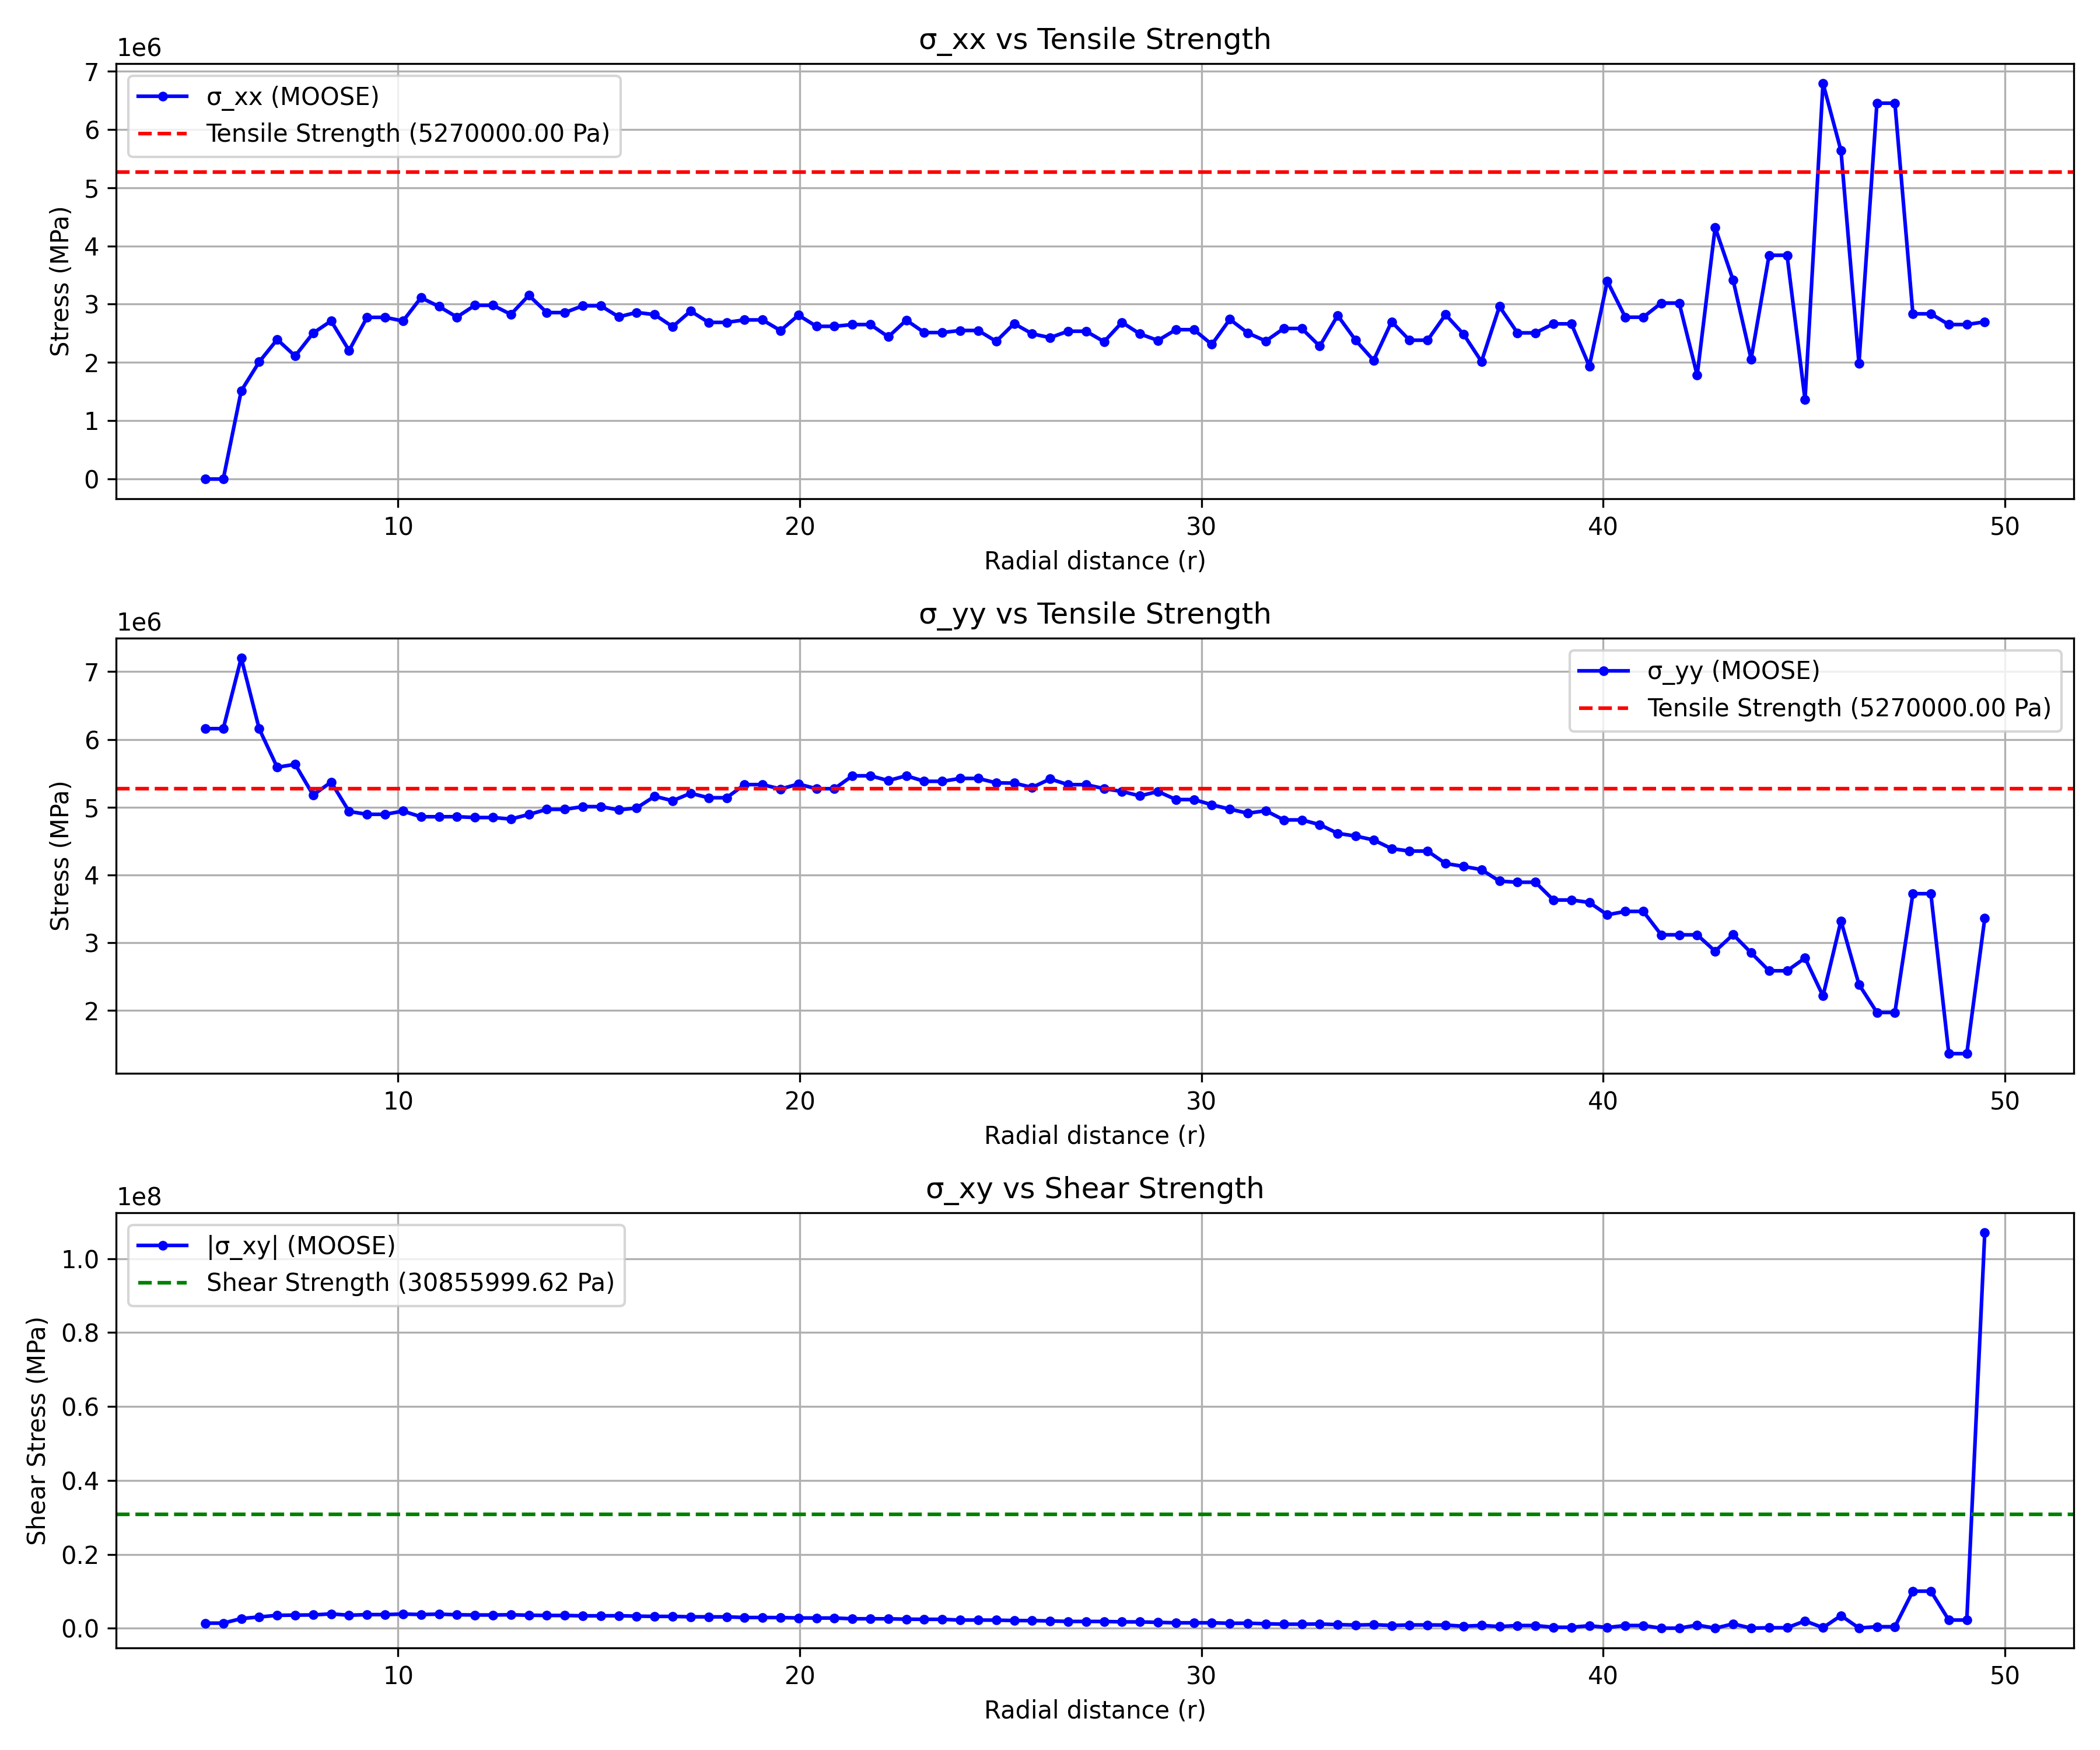 σ_xx vs Tensile Strength
1e6
σ_xx (MOOSE)
Tensile Strength (5270000.00 Pa)
Stress (MPa)
7
6
5
4
3
2
1
0
10 20 30 40 50
Radial distance (r)
σ_yy vs Tensile Strength
1e6
σ_yy (MOOSE)
Tensile Strength (5270000.00 Pa)
Stress (MPa)
7
6
5
4
3
2
10 20 30 40 50
Radial distance (r)
σ_xy vs Shear Strength
1e8
|σ_xy| (MOOSE)
Shear Strength (30855999.62 Pa)
Shear Stress (MPa)
1.0
0.8
0.6
0.4
0.2
0.0
10 20 30 40 50
Radial distance (r)